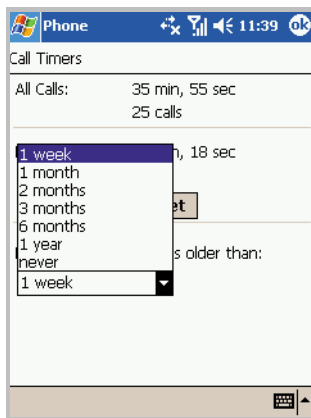 Phone 11:39 ok
Call Timers
All Calls: 35 min, 55 sec
25 calls
1 week
n, 18 sec
1 month
2 months
3 months
et
6 months
1 year
s older than:
never
1 week